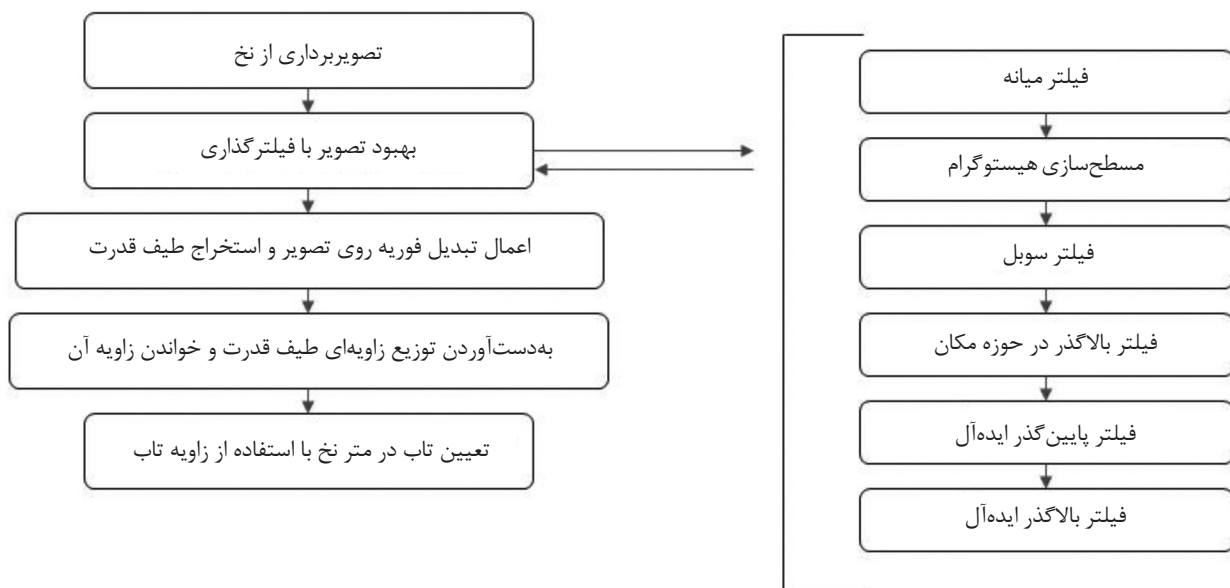 تصویربرداری از نخ
بهبود تصویر با فیلترگذاری
اعمال تبدیل فوریه روی تصویر و استخراج طیف قدرت
به‌دست‌آوردن توزیع زاویه‌ای طیف قدرت و خواندن زاویه آن
تعیین تاب در متر نخ با استفاده از زاویه تاب
فیلتر میانه
مسطح‌سازی هیستوگرام
فیلتر سوبل
فیلتر بالاگذر در حوزه مکان
فیلتر پایین‌گذر ایده‌آل
فیلتر بالاگذر ایده‌آل